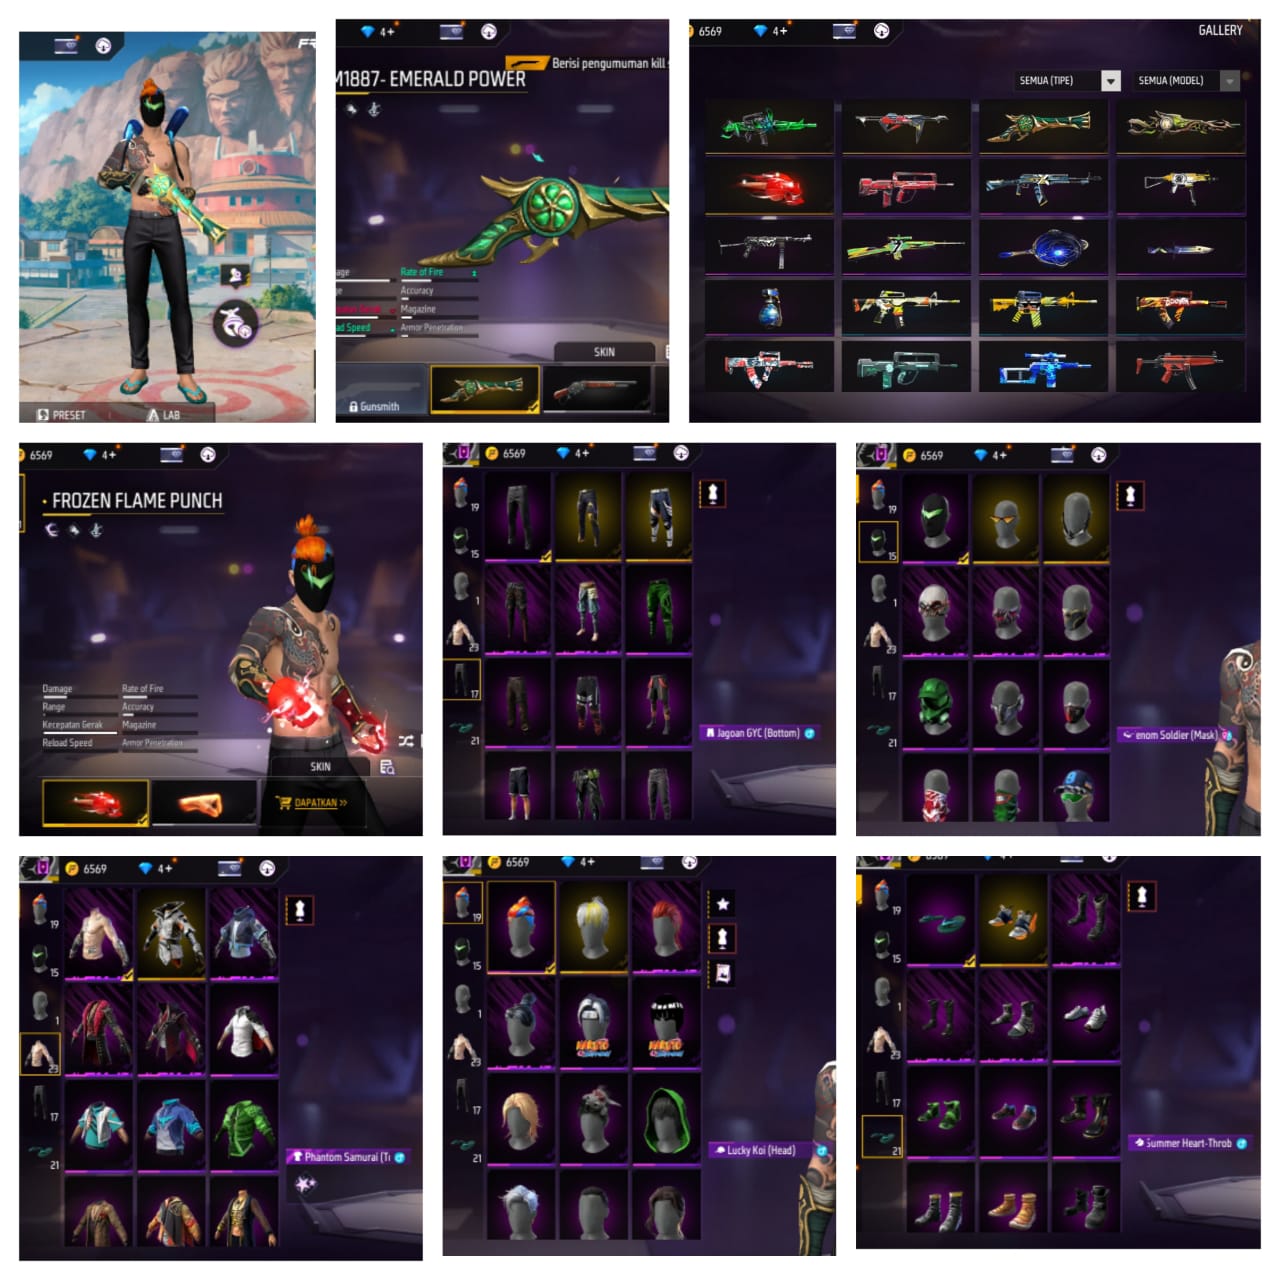 FR
PRESET
LAB
4+
Berisi pengumuman kill
M1887- EMERALD POWER
Rate of Fire
Accuracy
Magazine
Armor Penetration
SKIN
Gunsmith
6569
4+
GALLERY
SEMUA (TIPE)
SEMUA (MODEL)
6569
4+
FROZEN FLAME PUNCH
Damage
Rate of Fire
Range
Accuracy
Kecepatan Gerak
Magazine
Reload Speed
Armor Penetration
SKIN
DAPATKAN >>
6569
4+
19
15
1
23
17
21
Jagoan GYC (Bottom)
6569
4+
19
15
1
23
17
21
enom Soldier (Mask)
6569
4+
19
15
1
23
17
21
Phantom Samurai (T
6569
4+
19
15
1
23
17
21
NARUTO
NARUTO
Lucky Koi (Head)
4+
19
15
1
23
17
21
Summer Heart-Throb